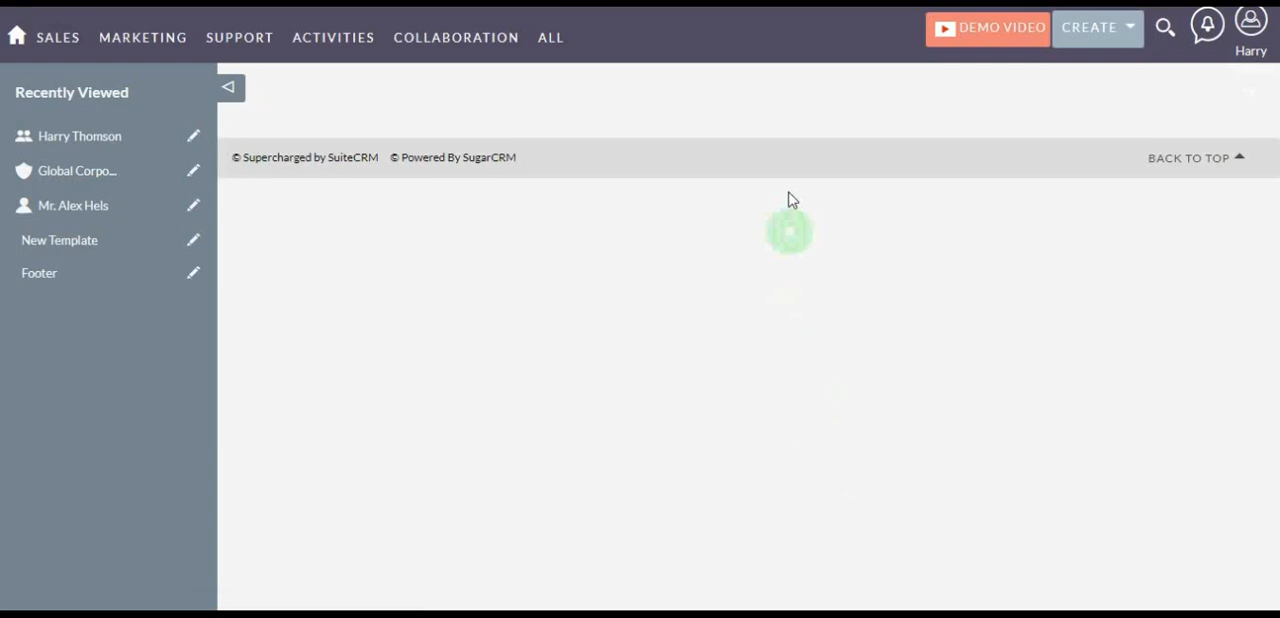 SALES MARKETING SUPPORT ACTIVITIES COLLABORATION ALL DEMO VIDEO CREATE
Harry
Recently Viewed
Harry Thomson
Global Corpo...
Mr. Alex Hels
New Template
Footer
© Supercharged by SuiteCRM © Powered By SugarCRM BACK TO TOP